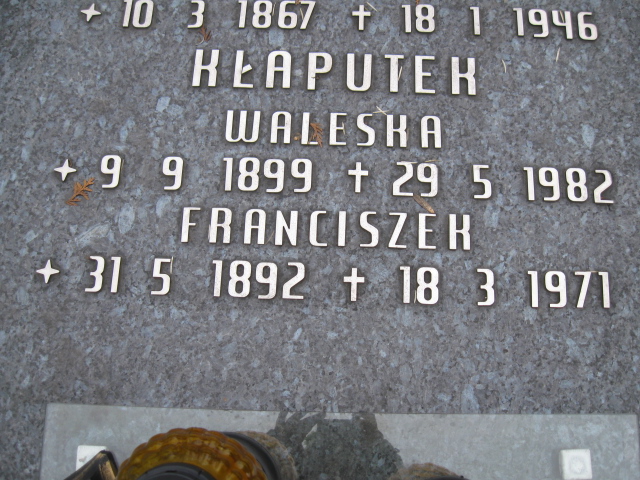 ✦ 10 3 1867 ✝ 18 1 1946
KŁAPUTEK
WALESKA
✦ 9 9 1899 ✝ 29 5 1982
FRANCISZEK
✦ 31 5 1892 ✝ 18 3 1971